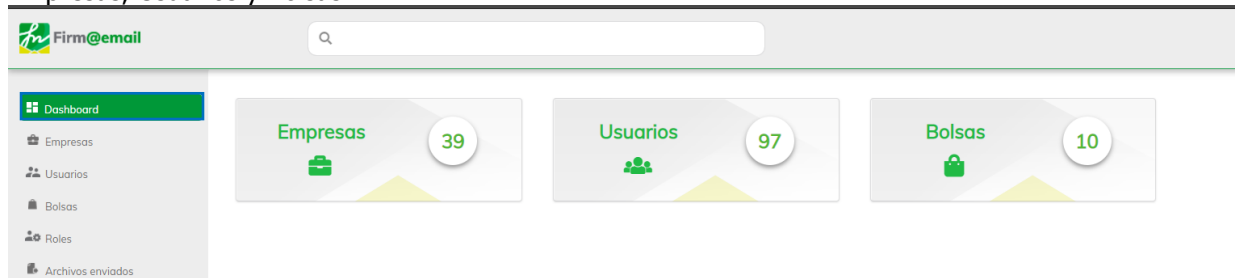 Firm@email
Dashboard
Empresas
Usuarios
Bolsas
Roles
Archivos enviados
Empresas
39
Usuarios
97
Bolsas
10